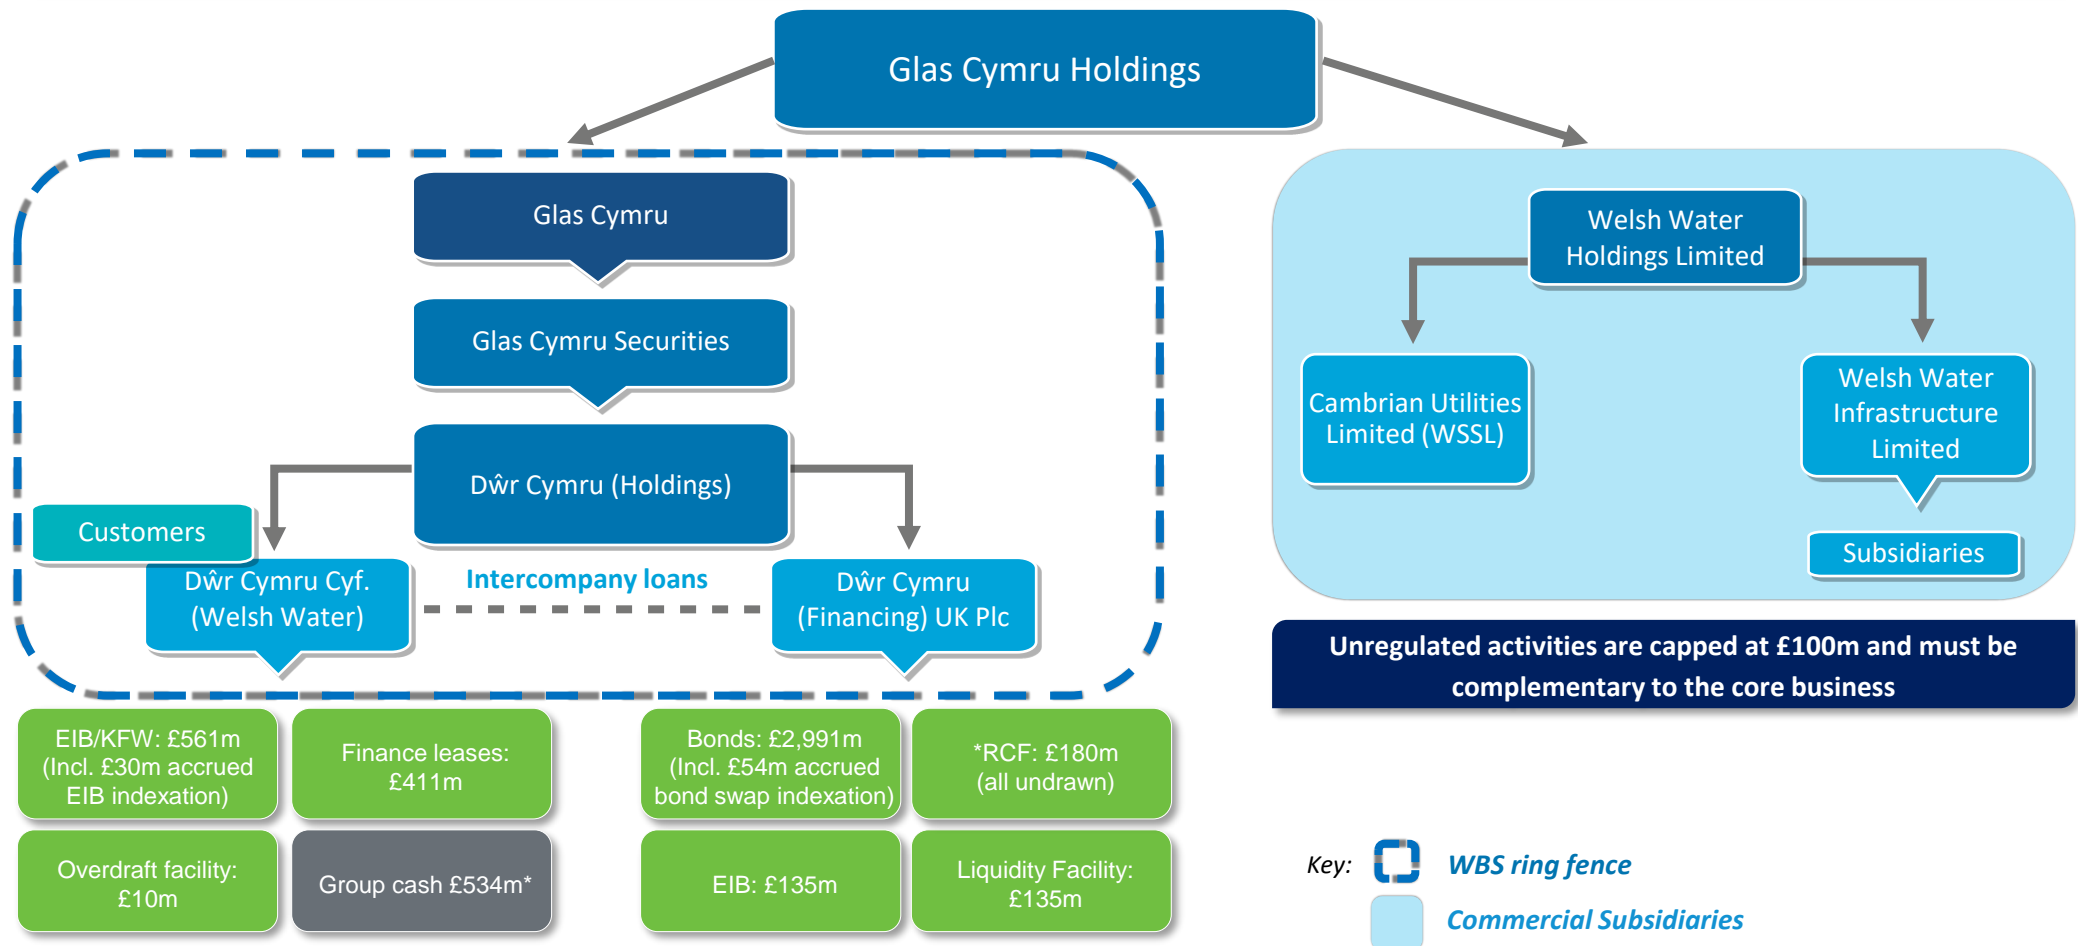 Glas Cymru Holdings
Glas Cymru
Glas Cymru Securities
Dŵr Cymru (Holdings)
Customers
Dŵr Cymru Cyf.
(Welsh Water)
Intercompany loans
Dŵr Cymru
(Financing) UK Plc
EIB/KFW: £561m
(Incl. £30m accrued
EIB indexation)
Finance leases:
£411m
Bonds: £2,991m
(Incl. £54m accrued
bond swap indexation)
*RCF: £180m
(all undrawn)
Overdraft facility:
£10m
Group cash £534m*
EIB: £135m
Liquidity Facility:
£135m
Welsh Water
Holdings Limited
Cambrian Utilities
Limited (WSSL)
Welsh Water
Infrastructure
Limited
Subsidiaries
Unregulated activities are capped at £100m and must be
complementary to the core business
Key:
WBS ring fence
Commercial Subsidiaries